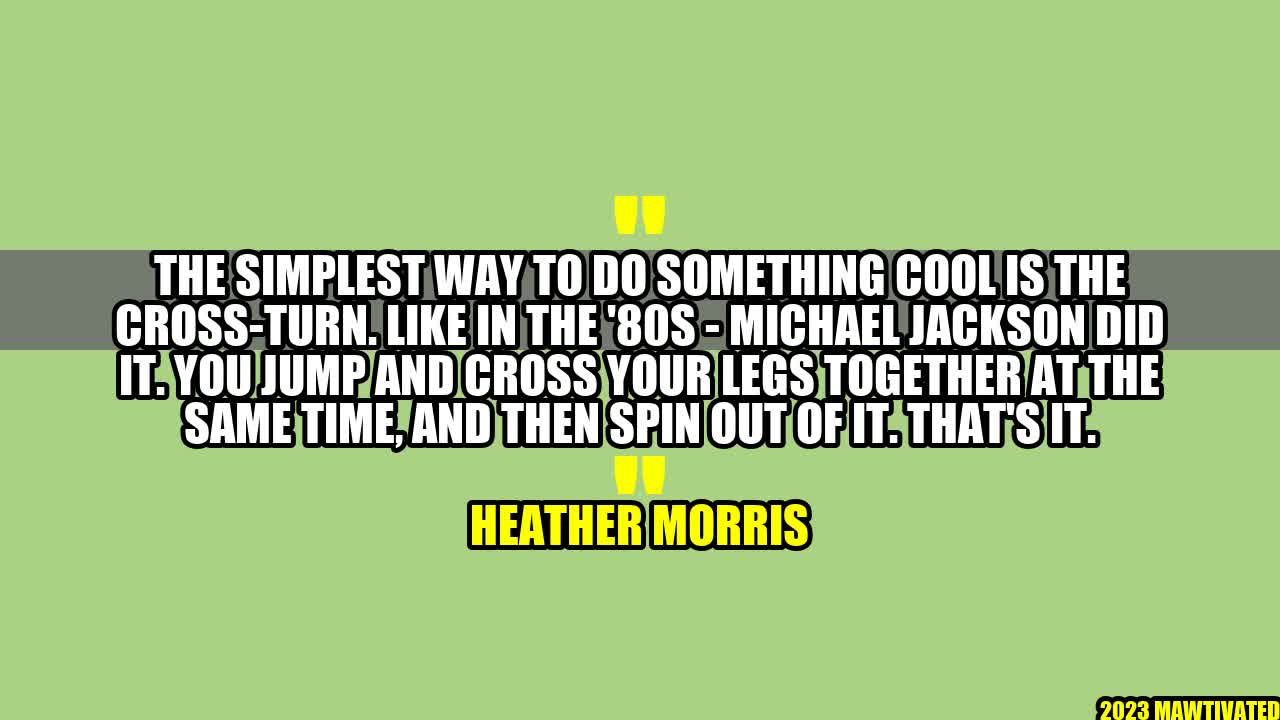 "
THE SIMPLEST WAY TO DO SOMETHING COOL IS THE
CROSS-TURN. LIKE IN THE '80S - MICHAEL JACKSON DID
IT. YOU JUMP AND CROSS YOUR LEGS TOGETHER AT THE
SAME TIME, AND THEN SPIN OUT OF IT. THAT'S IT.
"
HEATHER MORRIS
2023 MAWTIVATED